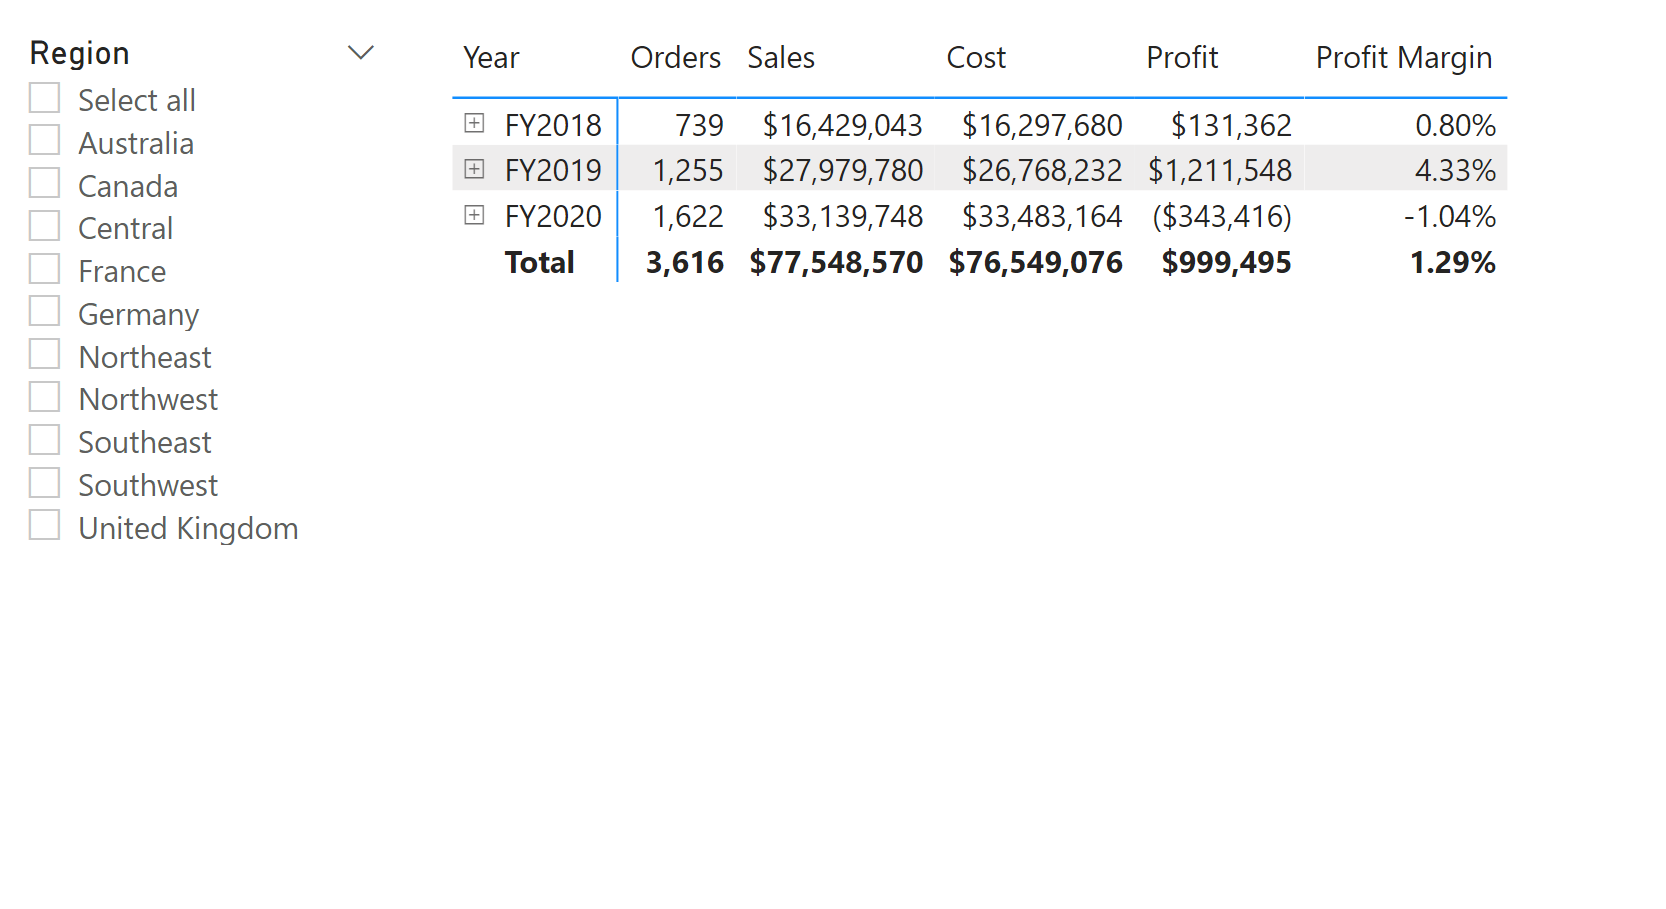 Region
Select all
Australia
Canada
Central
France
Germany
Northeast
Northwest
Southeast
Southwest
United Kingdom
Year Orders Sales Cost Profit Profit Margin
FY2018 739 $16,429,043 $16,297,680 $131,362 0.80%
FY2019 1,255 $27,979,780 $26,768,232 $1,211,548 4.33%
FY2020 1,622 $33,139,748 $33,483,164 ($343,416) -1.04%
Total 3,616 $77,548,570 $76,549,076 $999,495 1.29%